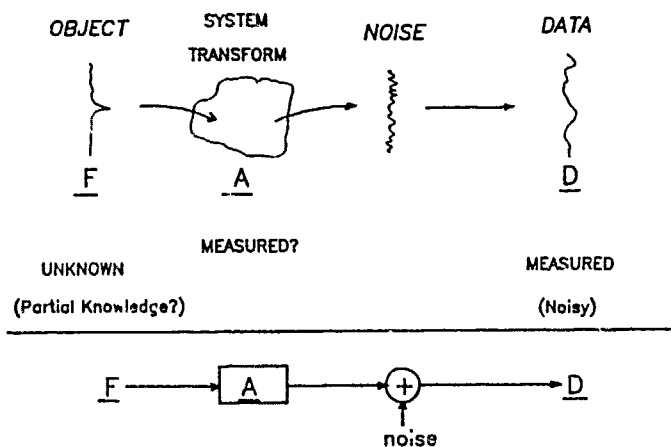 OBJECT SYSTEM TRANSFORM NOISE DATA
F A D
MEASURED?
UNKNOWN MEASURED
(Partial Knowledge?) (Noisy)
F A + D
noise